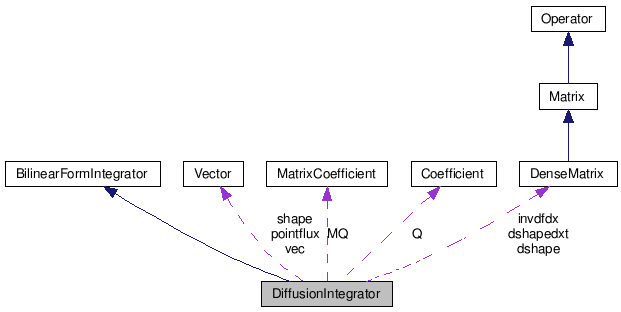 Operator
Matrix
BilinearFormIntegrator
Vector
MatrixCoefficient
Coefficient
DenseMatrix
shape
pointflux
vec
MQ
Q
invdfdx
dshapedxt
dshape
DiffusionIntegrator